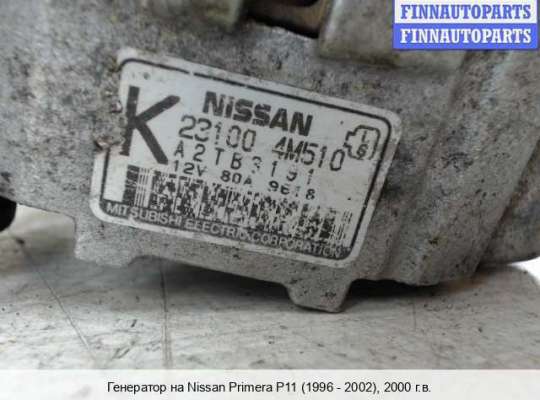 FINNAUTOPARTS
FINNAUTOPARTS
K
NISSAN
23100 4M510
A2TB3191
12V 80A 9618
MITSUBISHI ELECTRIC CORPORATION
Генератор на Nissan Primera P11 (1996 - 2002), 2000 г.в.